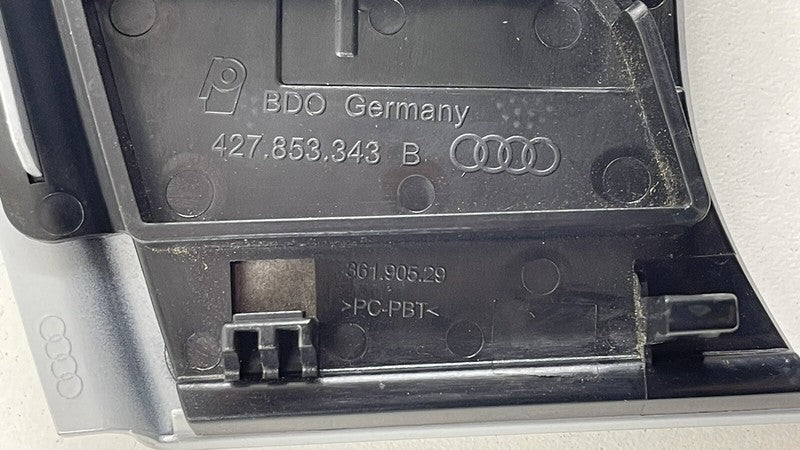 BDO Germany
427.853.343 B
861.905.29
>PC-PBT<